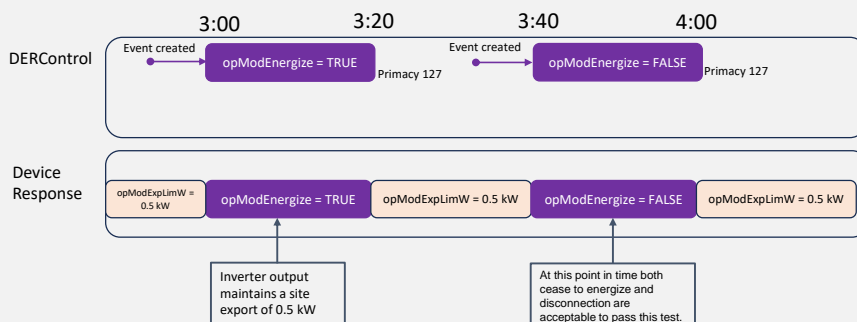 3:00
3:20
3:40
4:00
DERControl
Event created
opModEnergize = TRUE
Primacy 127
Event created
opModEnergize = FALSE
Primacy 127
Device
Response
opModExpLimW =
0.5 kW
opModEnergize = TRUE
opModExpLimW = 0.5 kW
opModEnergize = FALSE
opModExpLimW = 0.5 kW
Inverter output
maintains a site
export of 0.5 kW
At this point in time both
cease to energize and
disconnection are
acceptable to pass this test.